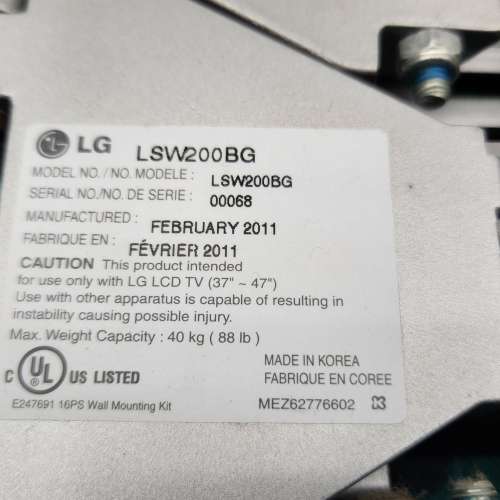 LG LSW200BG
MODEL NO./NO. MODELE : LSW200BG
SERIAL NO./NO. DE SERIE : 00068
MANUFACTURED : FEBRUARY 2011
FABRIQUE EN : FÉVRIER 2011
CAUTION This product intended
for use only with LG LCD TV (37" ~ 47")
Use with other apparatus is capable of resulting in
instability causing possible injury.
Max. Weight Capacity : 40 kg ( 88 lb )
C UL US LISTED
MADE IN KOREA
FABRIQUE EN COREE
E247691 16PS Wall Mounting Kit
MEZ62776602